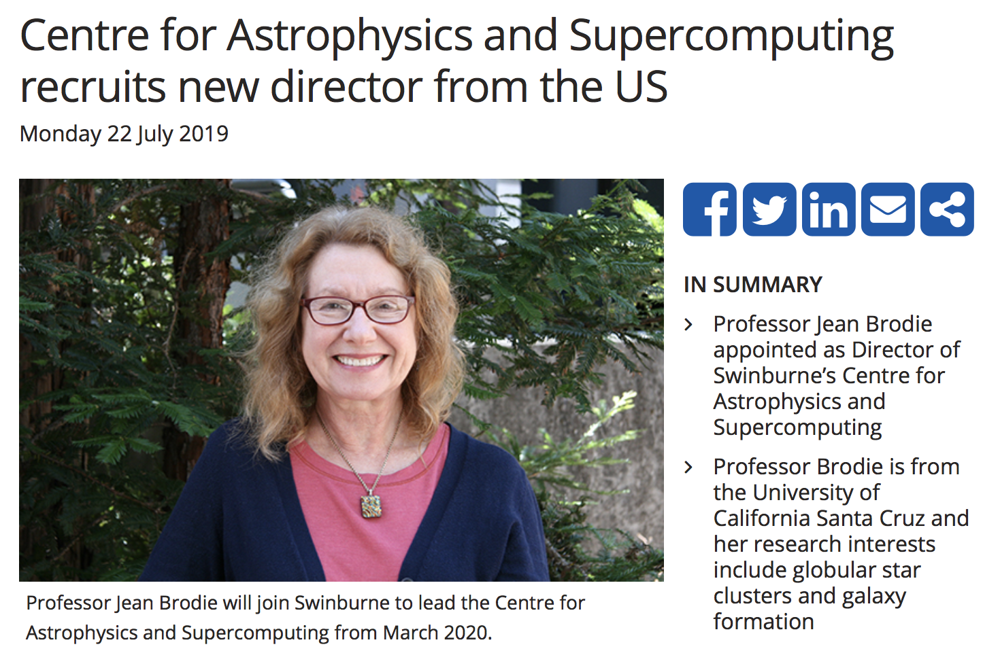 Centre for Astrophysics and Supercomputing
recruits new director from the US
Monday 22 July 2019
IN SUMMARY
Professor Jean Brodie
appointed as Director of
Swinburne’s Centre for
Astrophysics and
Supercomputing
Professor Brodie is from
the University of
California Santa Cruz and
her research interests
include globular star
clusters and galaxy
formation
Professor Jean Brodie will join Swinburne to lead the Centre for
Astrophysics and Supercomputing from March 2020.